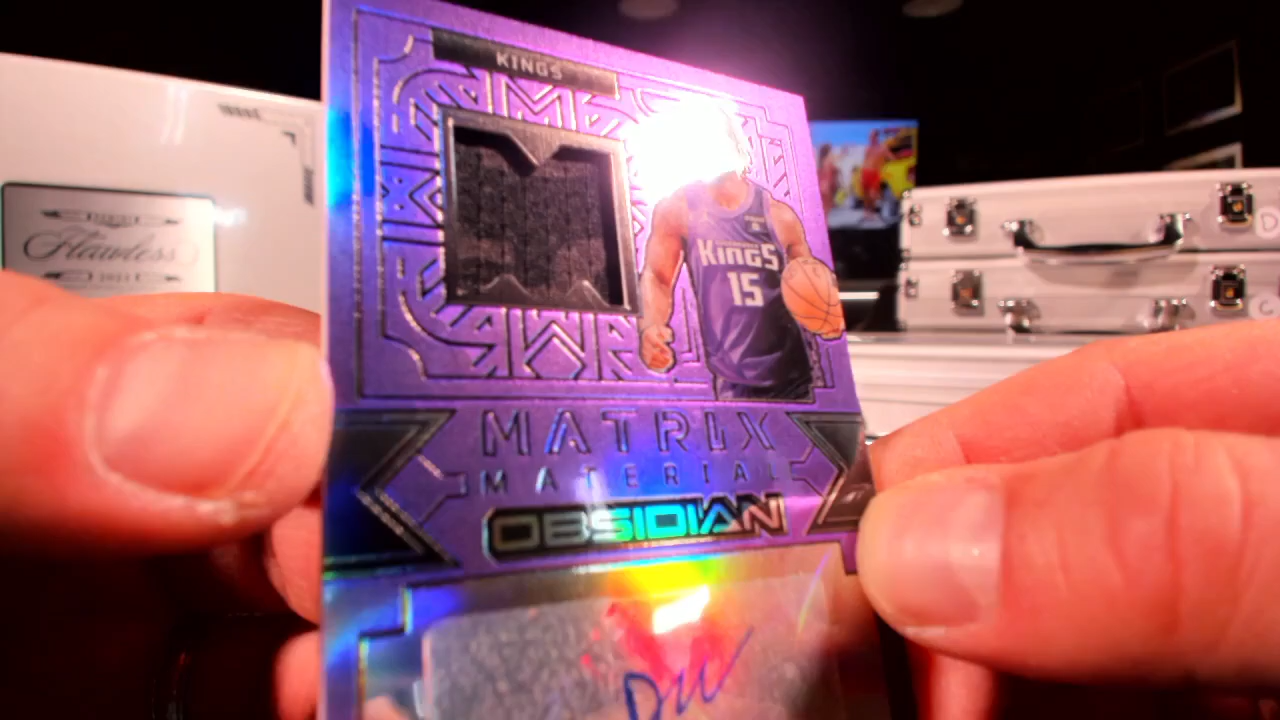 KINGS
KINGS
15
MATRIX
MATERIAL
OBSIDIAN
Flawless
D
C